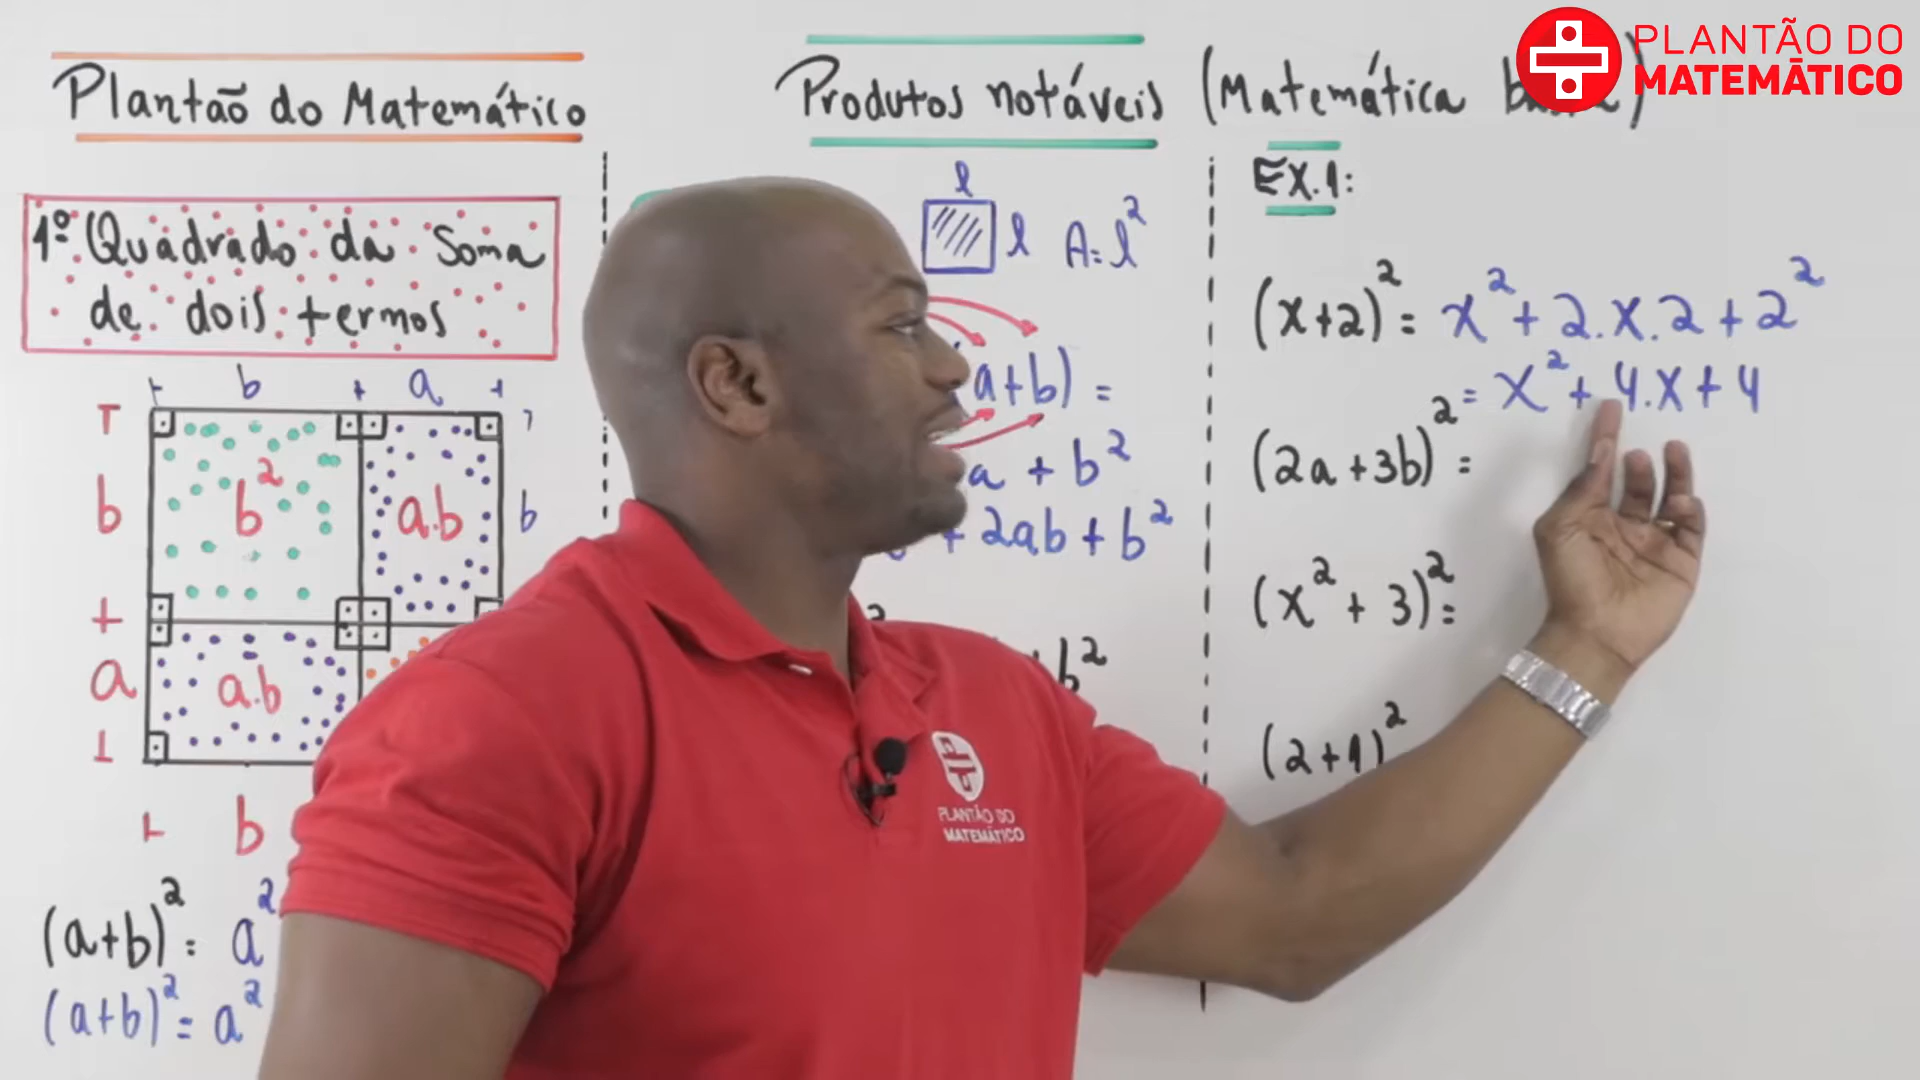 PLANTÃO DO
MATEMÁTICO
Plantão do Matemático
Produtos notáveis (Matemática
1º Quadrado da Soma
de dois termos
b a
b b² a.b b
+
a a.b
b
(a+b)² = a²
(a+b)² = a²
l
l A = l²
a+b) =
a + b²
+ 2ab + b²
b²
EX.1:
(x+2)² = x² + 2.x.2 + 2²
= x² + 4.x + 4
(2a+3b)² =
(x² + 3)² =
(2+1)²
PLANTÃO DO
MATEMÁTICO